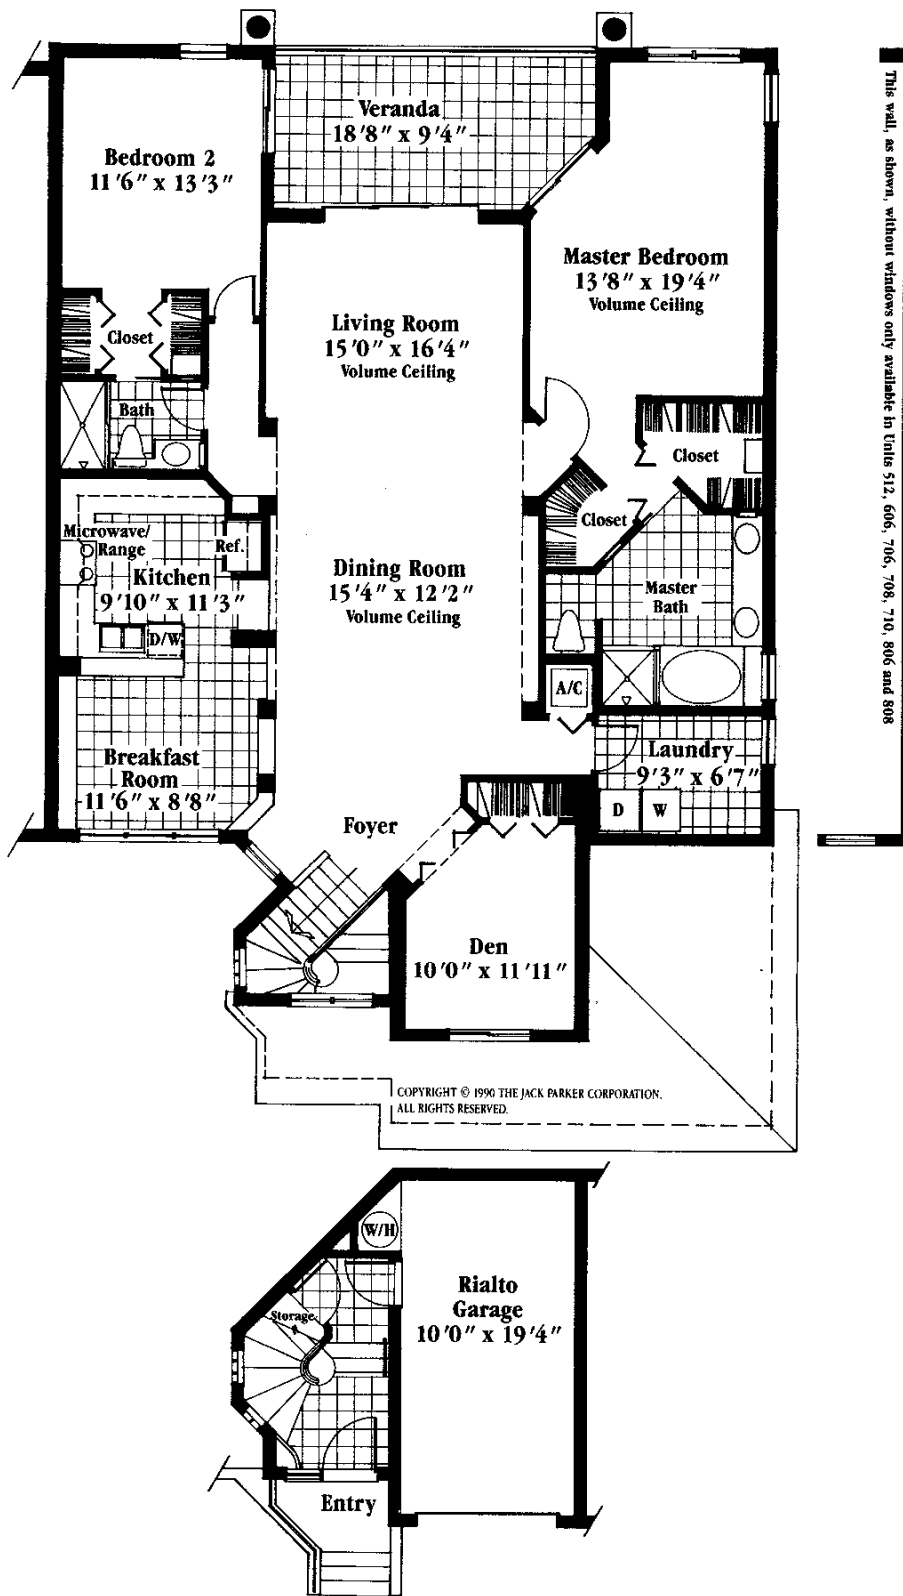 Veranda
18'8" x 9'4"
Bedroom 2
11'6" x 13'3"
Master Bedroom
13'8" x 19'4"
Volume Ceiling
Living Room
15'0" x 16'4"
Volume Ceiling
Closet
Bath
Closet
Closet
Microwave/
Range
Ref.
Kitchen
9'10" x 11'3"
D/W
Dining Room
15'4" x 12'2"
Volume Ceiling
Master
Bath
A/C
Laundry
9'3" x 6'7"
D
W
Breakfast
Room
11'6" x 8'8"
Foyer
Den
10'0" x 11'11"
COPYRIGHT © 1990 THE JACK PARKER CORPORATION.
ALL RIGHTS RESERVED.
This wall, as shown, without windows only available in Units 512, 606, 706, 708, 710, 806 and 808
W/H
Storage
Rialto
Garage
10'0" x 19'4"
Entry